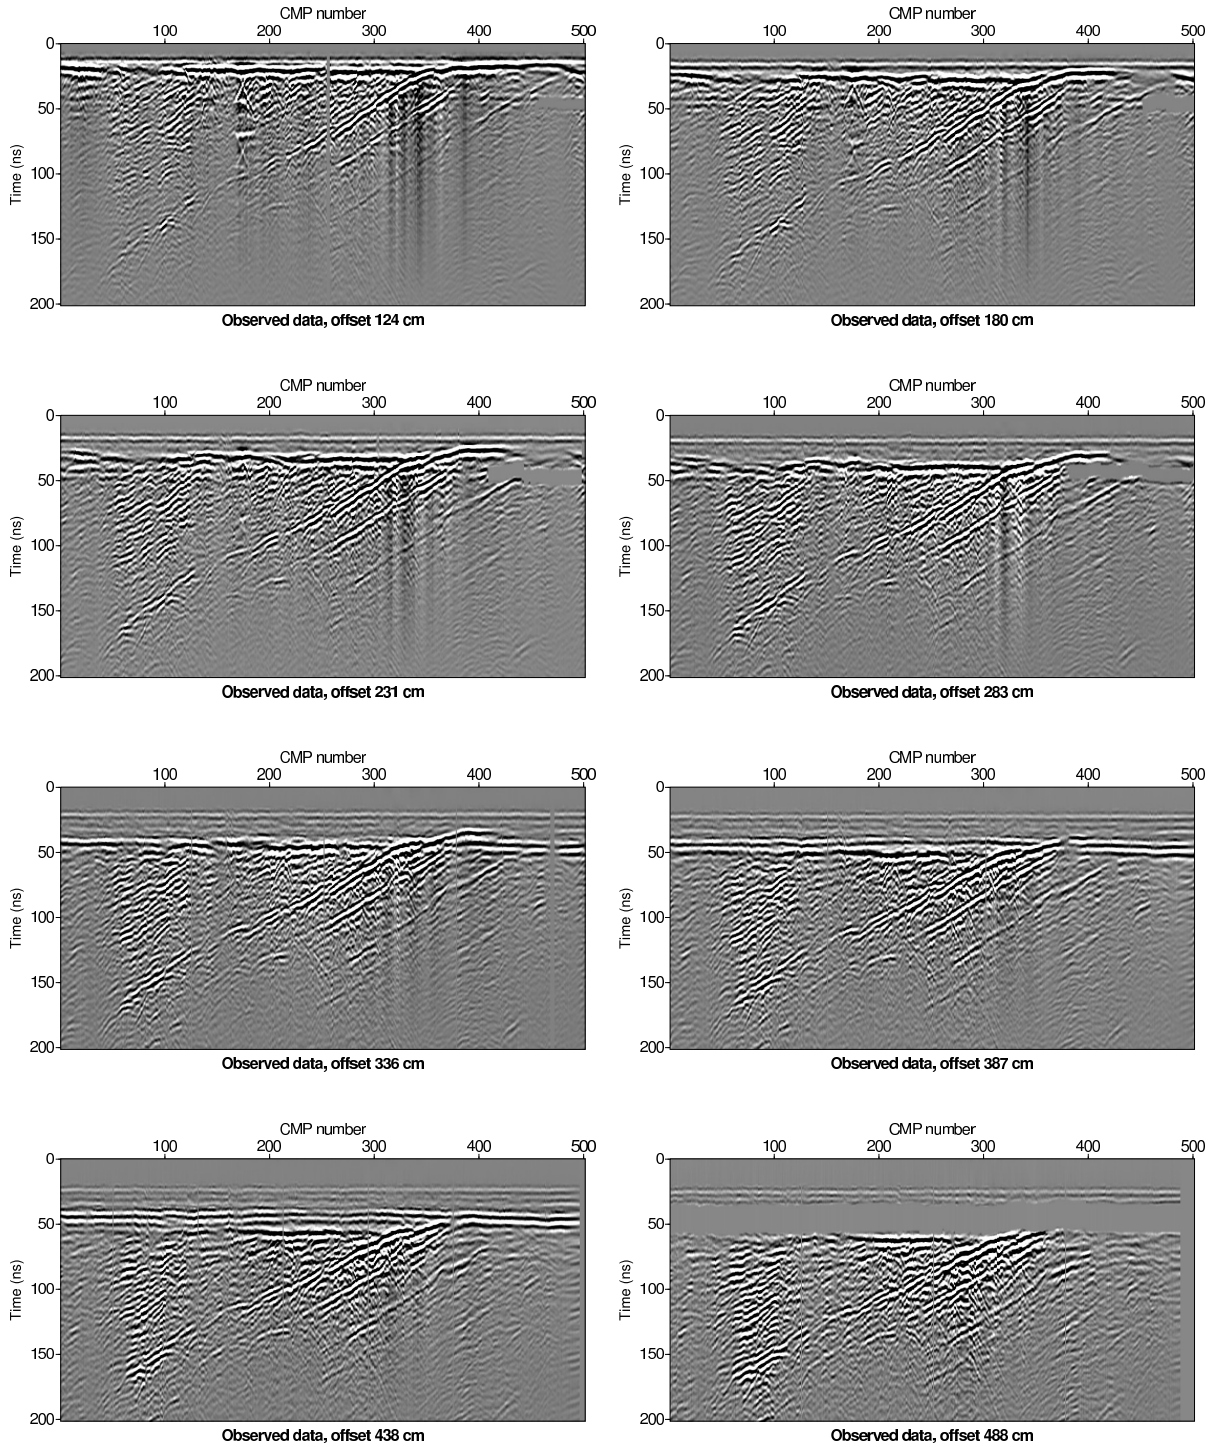 CMP number
100 200 300 400 500
0
50
100
150
200
Time (ns)
Observed data, offset 124 cm
CMP number
100 200 300 400 500
0
50
100
150
200
Time (ns)
Observed data, offset 180 cm
CMP number
100 200 300 400 500
0
50
100
150
200
Time (ns)
Observed data, offset 231 cm
CMP number
100 200 300 400 500
0
50
100
150
200
Time (ns)
Observed data, offset 283 cm
CMP number
100 200 300 400 500
0
50
100
150
200
Time (ns)
Observed data, offset 336 cm
CMP number
100 200 300 400 500
0
50
100
150
200
Time (ns)
Observed data, offset 387 cm
CMP number
100 200 300 400 500
0
50
100
150
200
Time (ns)
Observed data, offset 438 cm
CMP number
100 200 300 400 500
0
50
100
150
200
Time (ns)
Observed data, offset 488 cm